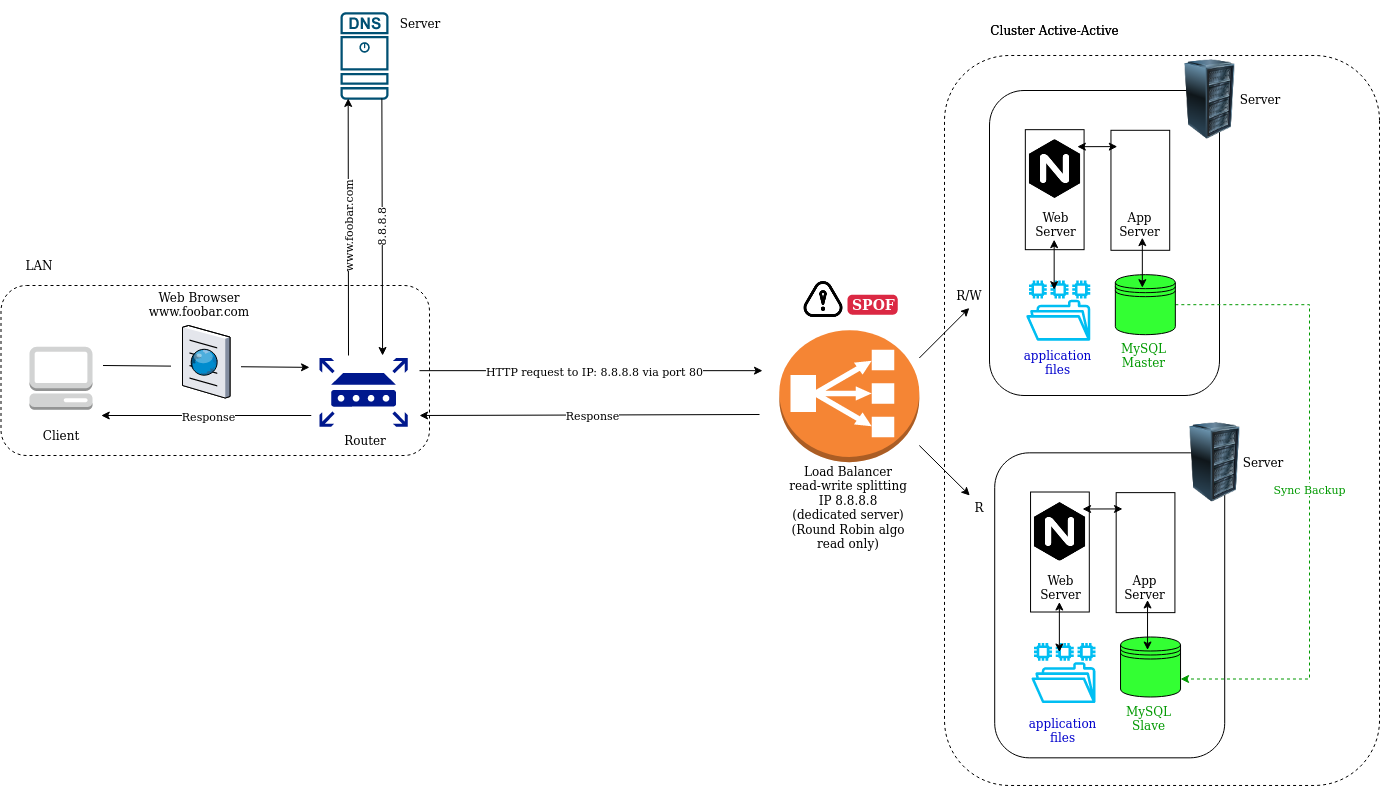 DNS
Server
Cluster Active-Active
Server
N
Web
Server
App
Server
www.foobar.com
8.8.8.8
LAN
Web Browser
www.foobar.com
SPOF
R/W
application
files
MySQL
Master
HTTP request to IP: 8.8.8.8 via port 80
Response
Response
Client
Router
Load Balancer
read-write splitting
IP 8.8.8.8
(dedicated server)
(Round Robin algo
read only)
R
Server
Sync Backup
N
Web
Server
App
Server
application
files
MySQL
Slave